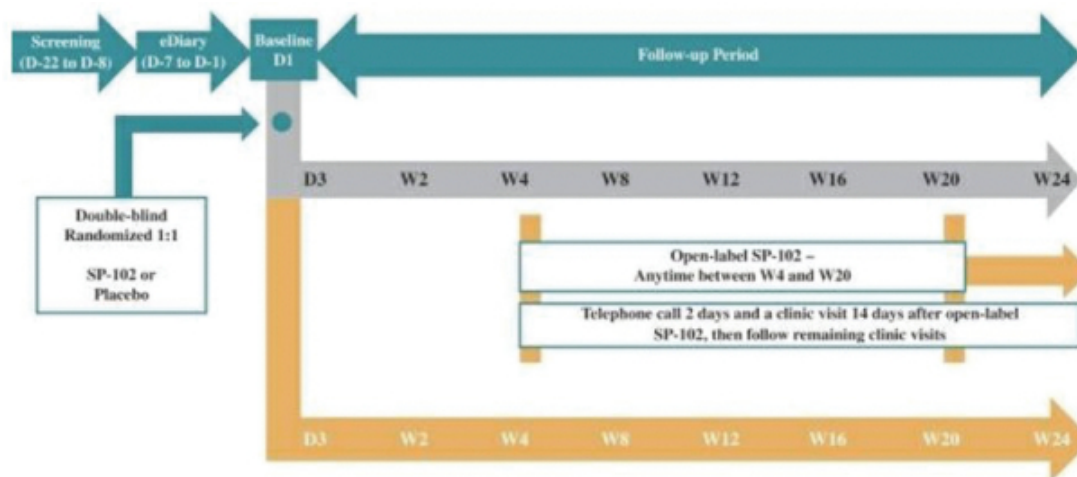 Screening
(D-22 to D-8)
eDiary
(D-7 to D-1)
Baseline
D1
Follow-up Period
D3 W2 W4 W8 W12 W16 W20 W24
Double-blind
Randomized 1:1
SP-102 or
Placebo
Open-label SP-102 –
Anytime between W4 and W20
Telephone call 2 days and a clinic visit 14 days after open-label
SP-102, then follow remaining clinic visits
D3 W2 W4 W8 W12 W16 W20 W24